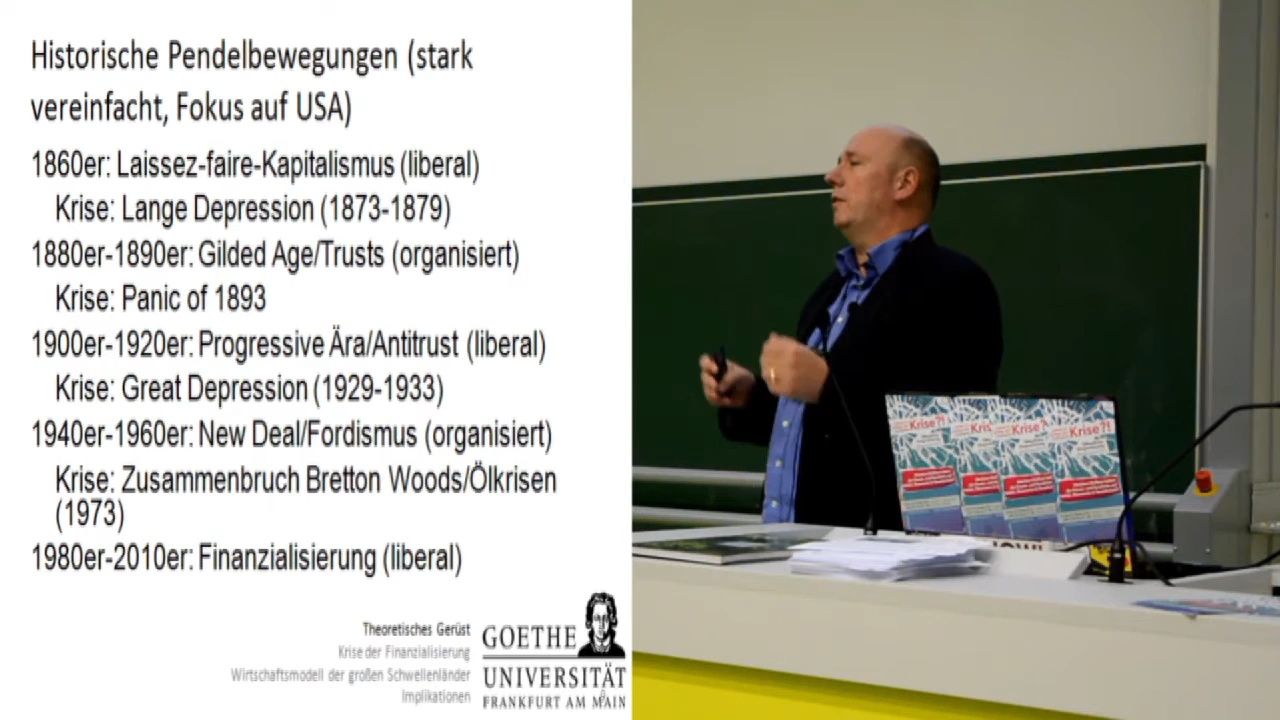 Historische Pendelbewegungen (stark
vereinfacht, Fokus auf USA)
1860er: Laissez-faire-Kapitalismus (liberal)
Krise: Lange Depression (1873-1879)
1880er-1890er: Gilded Age/Trusts (organisiert)
Krise: Panic of 1893
1900er-1920er: Progressive Ära/Antitrust (liberal)
Krise: Great Depression (1929-1933)
1940er-1960er: New Deal/Fordismus (organisiert)
Krise: Zusammenbruch Bretton Woods/Ölkrisen
(1973)
1980er-2010er: Finanzialisierung (liberal)
Theoretisches Gerüst
Krise der Finanzialisierung
Wirtschaftsmodell der großen Schwellenländer
Implikationen
GOETHE
UNIVERSITÄT
FRANKFURT AM MAIN
Krise?!
Kris
Krise?
Krise?!